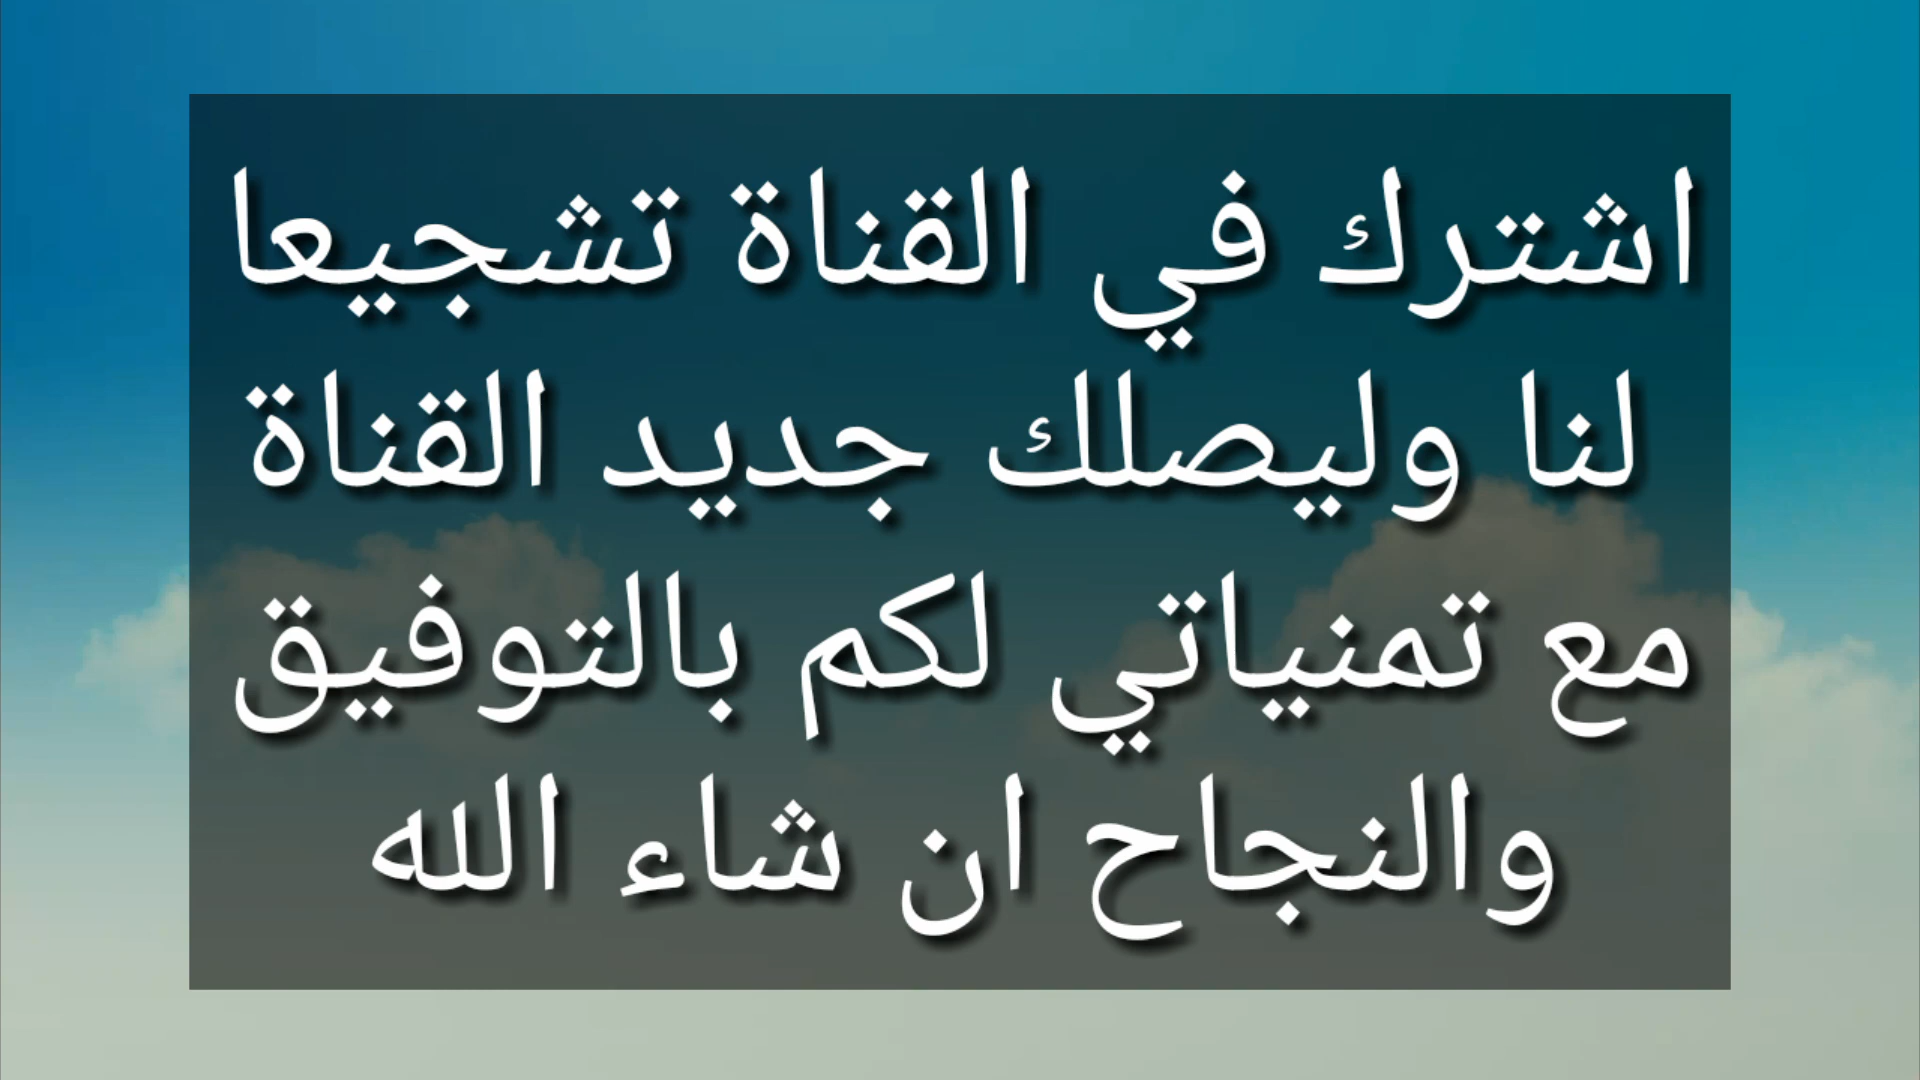 اشترك في القناة تشجيعا
لنا وليصلك جديد القناة
مع تمنياتي لكم بالتوفيق
والنجاح ان شاء الله